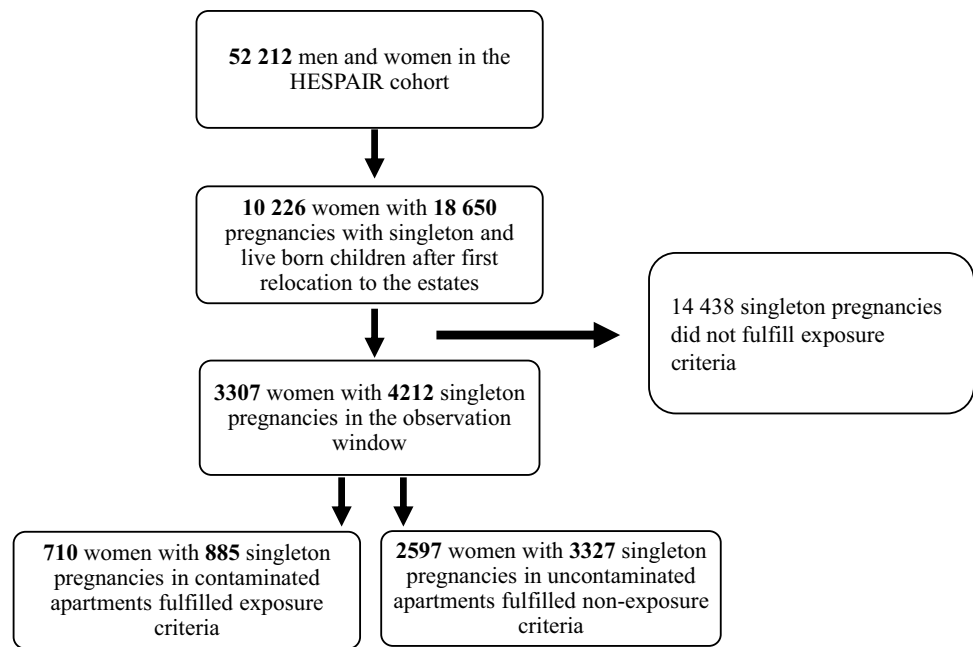 52 212 men and women in the
HESPAIR cohort
10 226 women with 18 650
pregnancies with singleton and
live born children after first
relocation to the estates
14 438 singleton pregnancies
did not fulfill exposure
criteria
3307 women with 4212 singleton
pregnancies in the observation
window
710 women with 885 singleton
pregnancies in contaminated
apartments fulfilled exposure
criteria
2597 women with 3327 singleton
pregnancies in uncontaminated
apartments fulfilled non-exposure
criteria